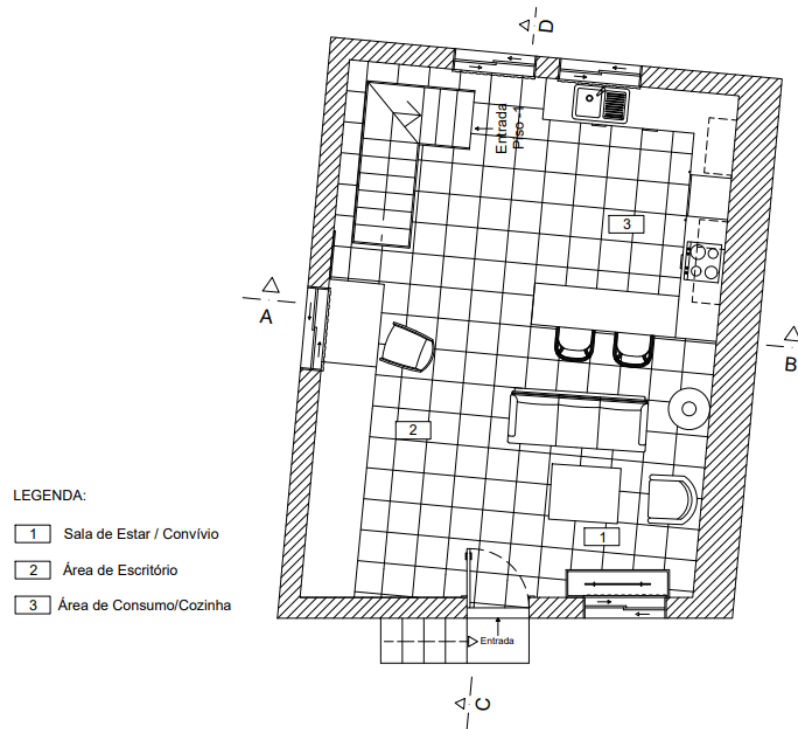 D
Entrada
Piso -1
3
A
B
2
LEGENDA:
1 Sala de Estar / Convívio
2 Área de Escritório
3 Área de Consumo/Cozinha
1
Entrada
C